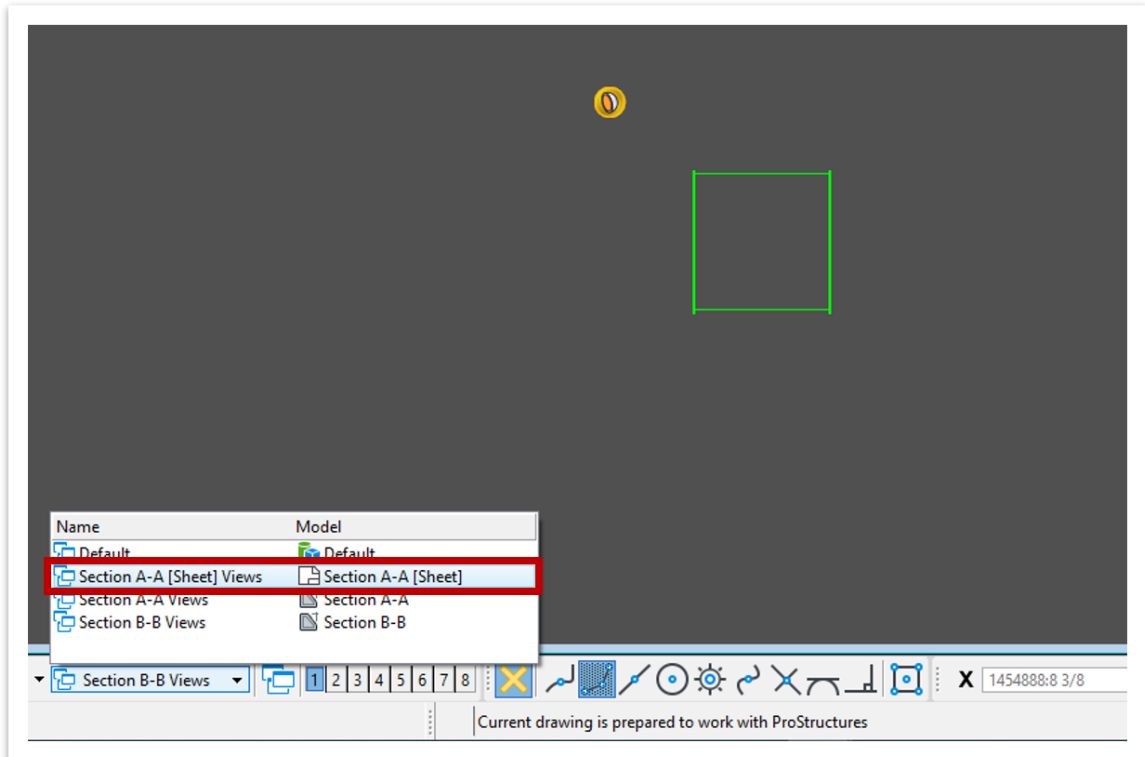 Name Model
Default Default
Section A-A [Sheet] Views Section A-A [Sheet]
Section A-A Views Section A-A
Section B-B Views Section B-B
Section B-B Views 1 2 3 4 5 6 7 8 X 1454888:8 3/8
Current drawing is prepared to work with ProStructures